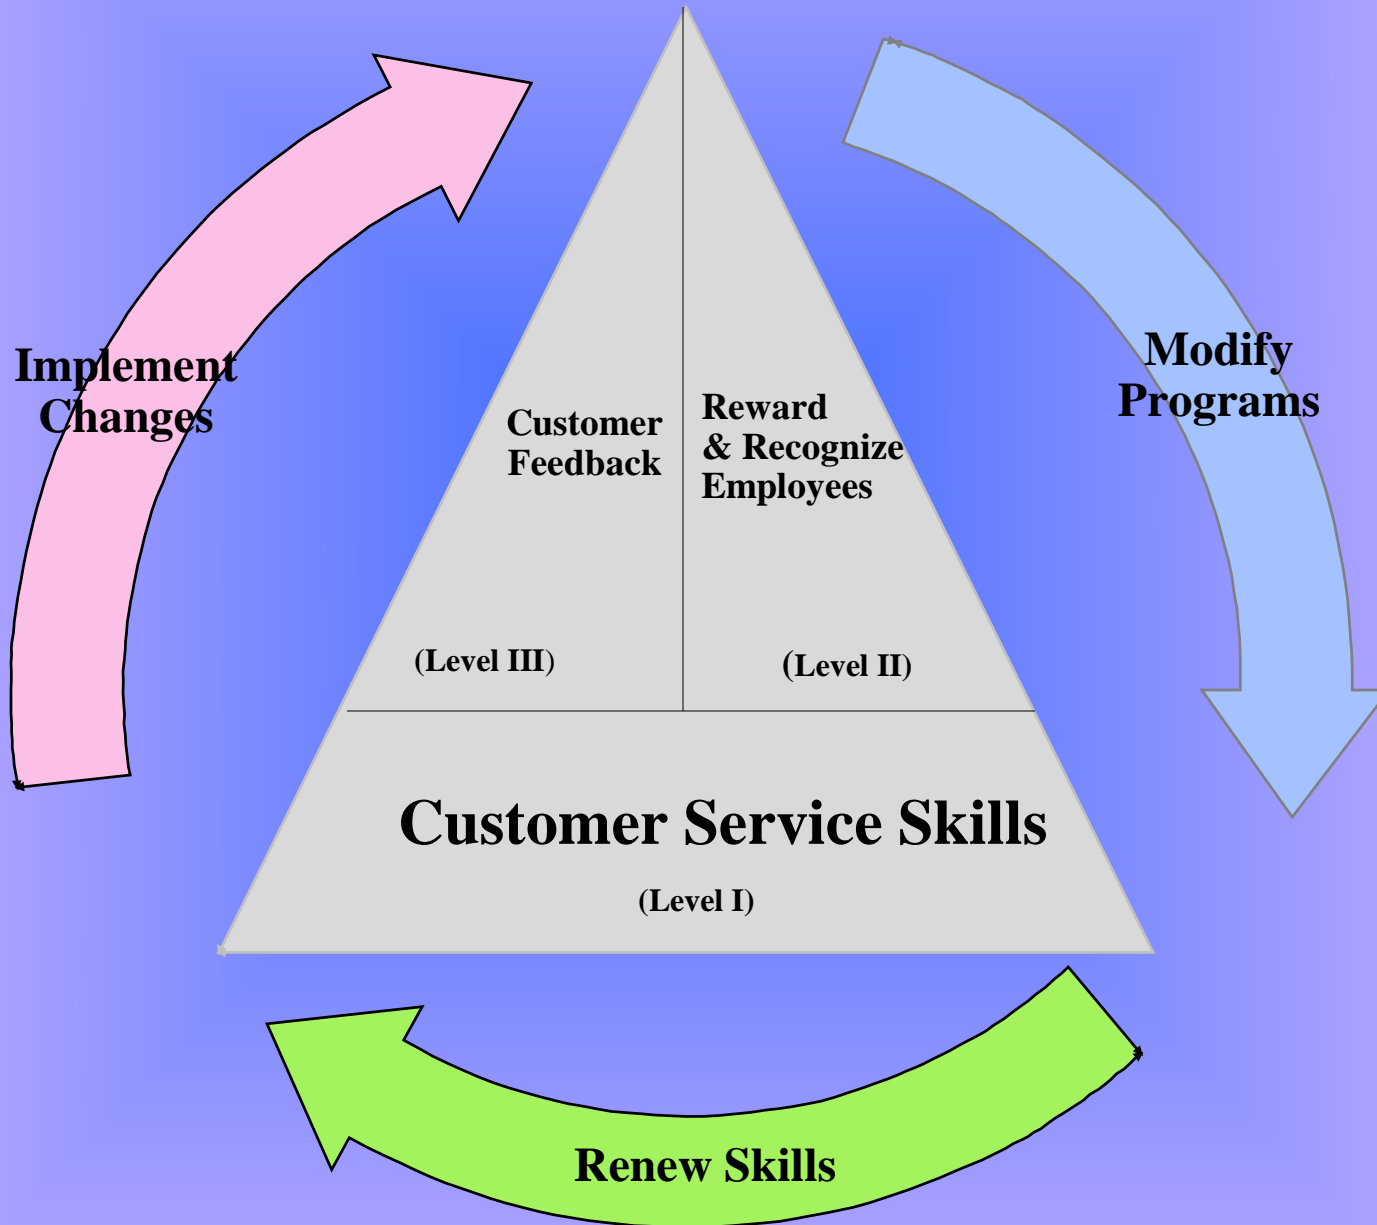 Implement
Changes
Modify
Programs
Customer
Feedback
Reward
& Recognize
Employees
(Level III)
(Level II)
Customer Service Skills
(Level I)
Renew Skills